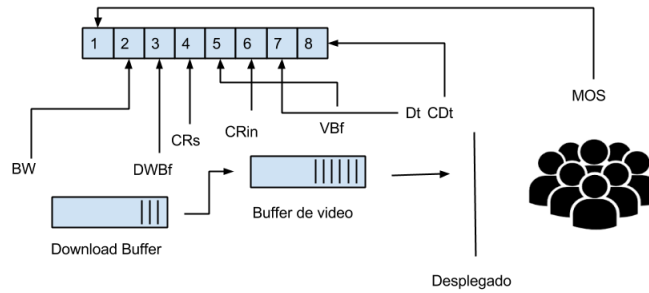 1 2 3 4 5 6 7 8
MOS
Dt CDt
VBf
CRin
CRs
BW
DWBf
Buffer de video
Download Buffer
Desplegado